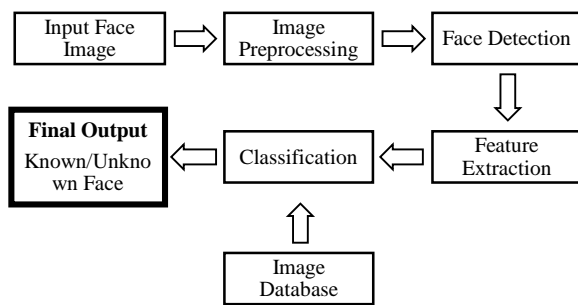 Input Face
Image
Image
Preprocessing
Face Detection
Final Output
Known/Unkno
wn Face
Classification
Feature
Extraction
Image
Database